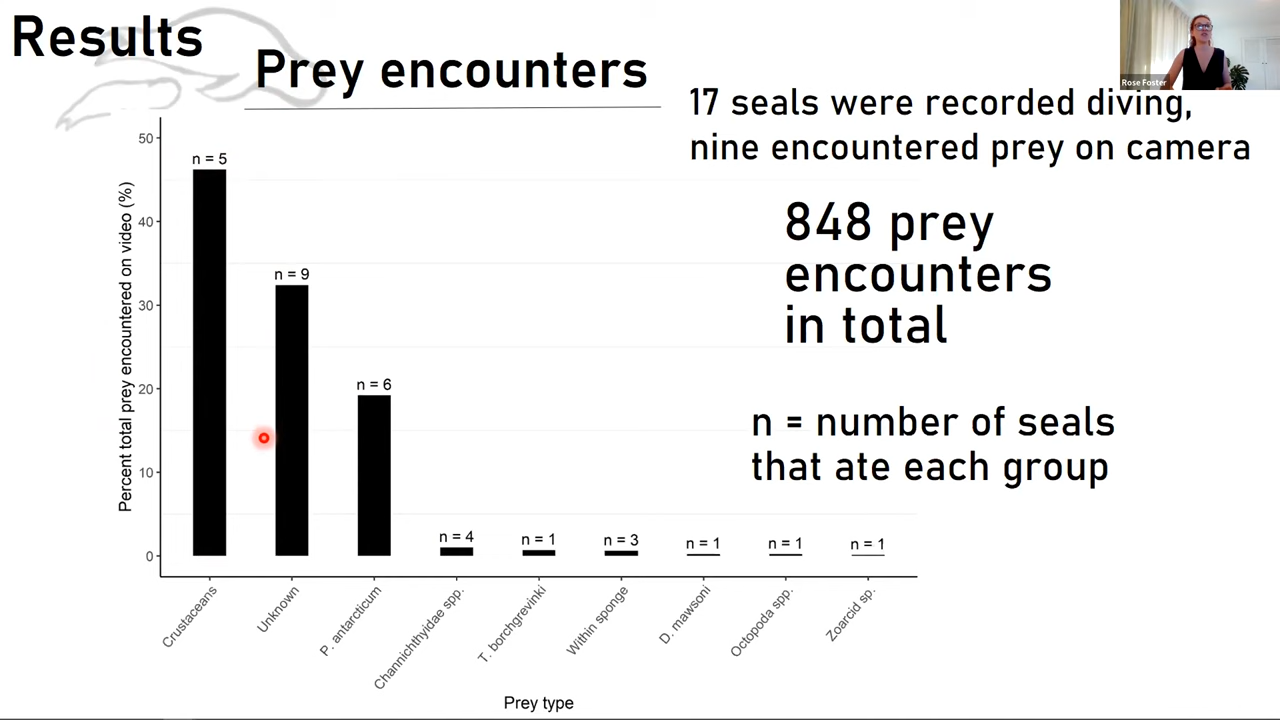 Results
Prey encounters
Rose Foster
17 seals were recorded diving,
nine encountered prey on camera
848 prey
encounters
in total
n = number of seals
that ate each group
Percent total prey encountered on video (%)
50
40
30
20
10
0
n = 5
n = 9
n = 6
n = 4
n = 1
n = 3
n = 1
n = 1
n = 1
Crustaceans
Unknown
P. antarcticum
Channichthyidae spp.
T. borchgrevinki
Within sponge
D. mawsoni
Octopoda spp.
Zoarcid sp.
Prey type